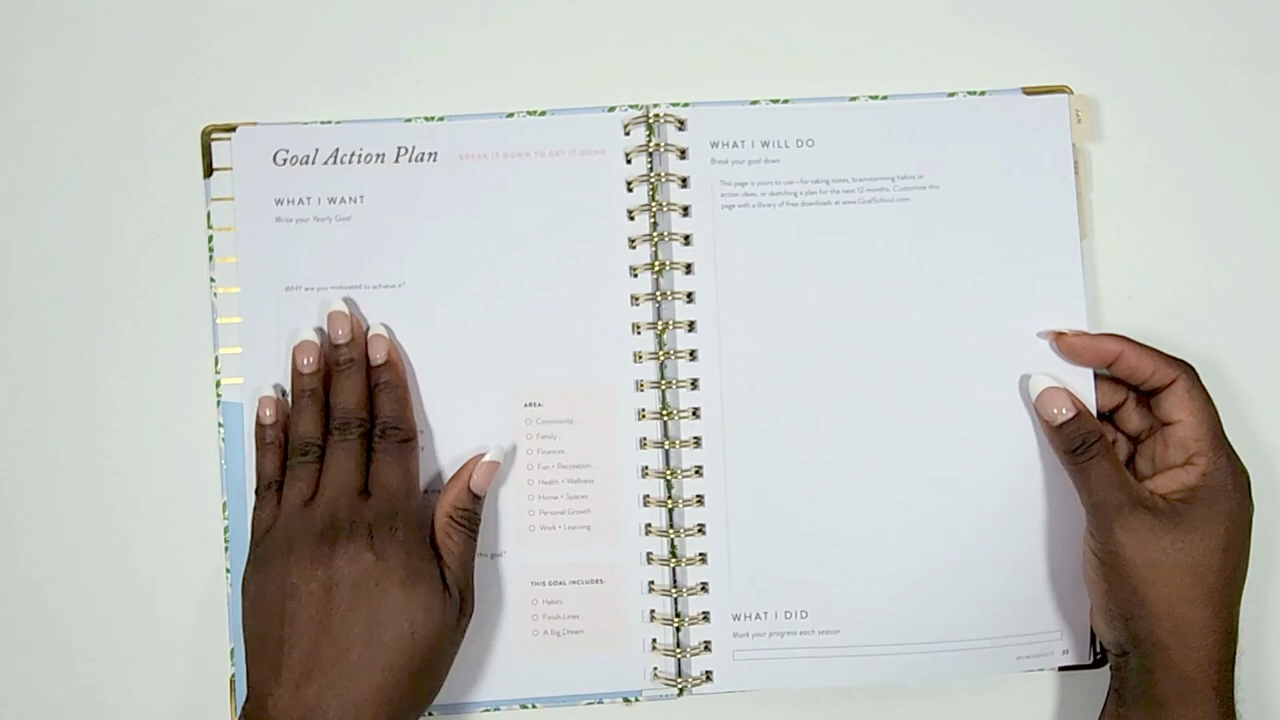 Goal Action Plan
BREAK IT DOWN TO GET IT DONE
WHAT I WANT
Write your Yearly Goal
WHY are you motivated to achieve it?
AREA:
Community
Family
Finances
Fun + Recreation
Health + Wellness
Home + Spaces
Personal Growth
Work + Learning
this goal?
THIS GOAL INCLUDES:
Habits
Finish Lines
A Big Dream
WHAT I WILL DO
Break your goal down
This page is yours to use—for taking notes, brainstorming habits or
action ideas, or sketching a plan for the next 12 months. Customize this
page with a library of free downloads at www.GoalSchool.com.
WHAT I DID
Mark your progress each season